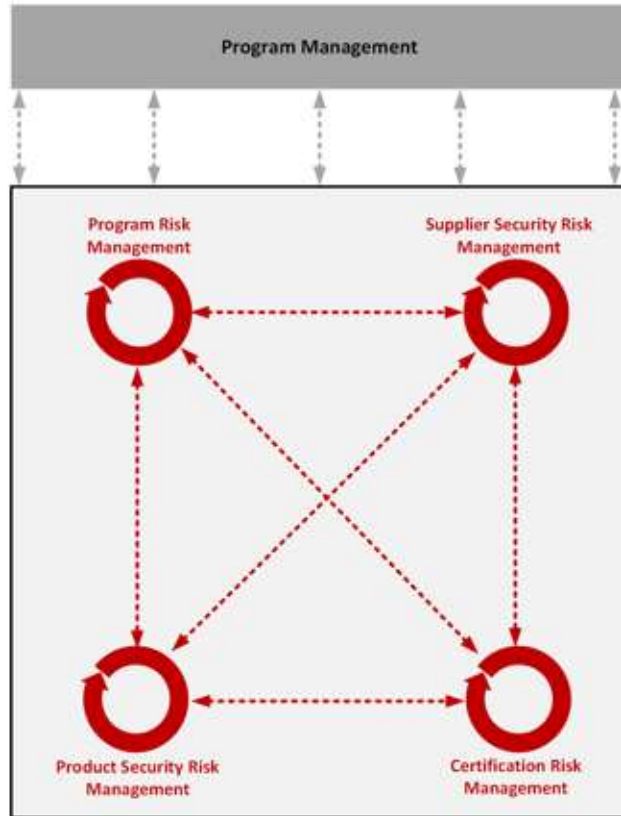 Program Management
Program Risk
Management
Supplier Security Risk
Management
Product Security Risk
Management
Certification Risk
Management